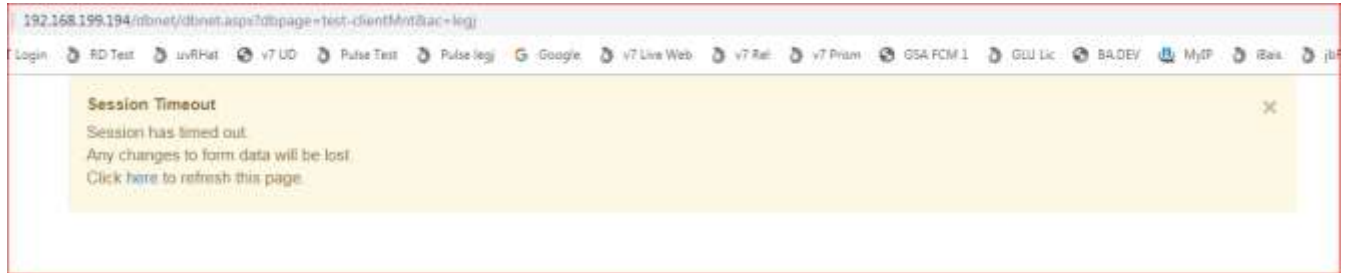 192.168.199.194/dbnet/dbnet.aspx?dbpage=test-clientMnt&ac=legj
Login RD Test uvRHat v7 UD Pulse Test Pulse legj Google v7 Live Web v7 Rel v7 Prism GSA FCM 1 GLU Lic BA.DEV MyIP iBais
Session Timeout ×
Session has timed out.
Any changes to form data will be lost.
Click here to refresh this page.